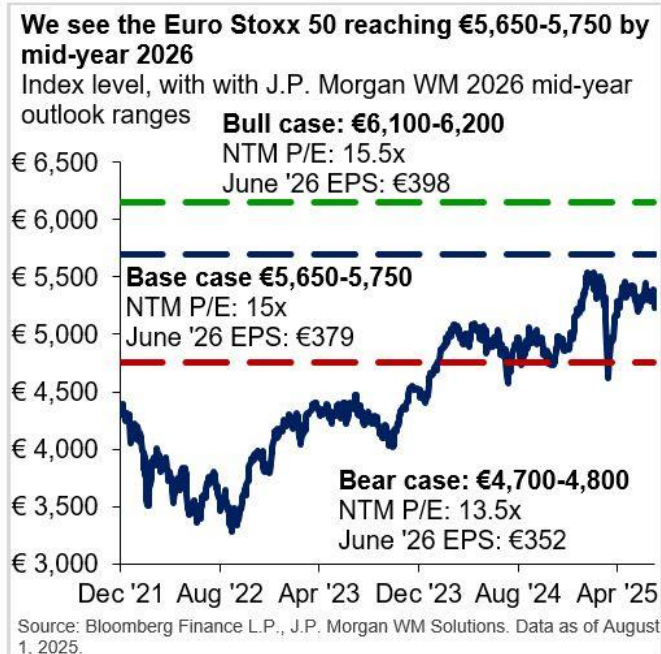 We see the Euro Stoxx 50 reaching €5,650-5,750 by
mid-year 2026
Index level, with with J.P. Morgan WM 2026 mid-year
outlook ranges
Bull case: €6,100-6,200
NTM P/E: 15.5x
June '26 EPS: €398
€ 6,500
€ 6,000
€ 5,500
Base case €5,650-5,750
NTM P/E: 15x
June '26 EPS: €379
€ 5,000
€ 4,500
€ 4,000
€ 3,500
€ 3,000
Bear case: €4,700-4,800
NTM P/E: 13.5x
June '26 EPS: €352
Dec '21 Aug '22 Apr '23 Dec '23 Aug '24 Apr '25
Source: Bloomberg Finance L.P., J.P. Morgan WM Solutions. Data as of August
1, 2025.